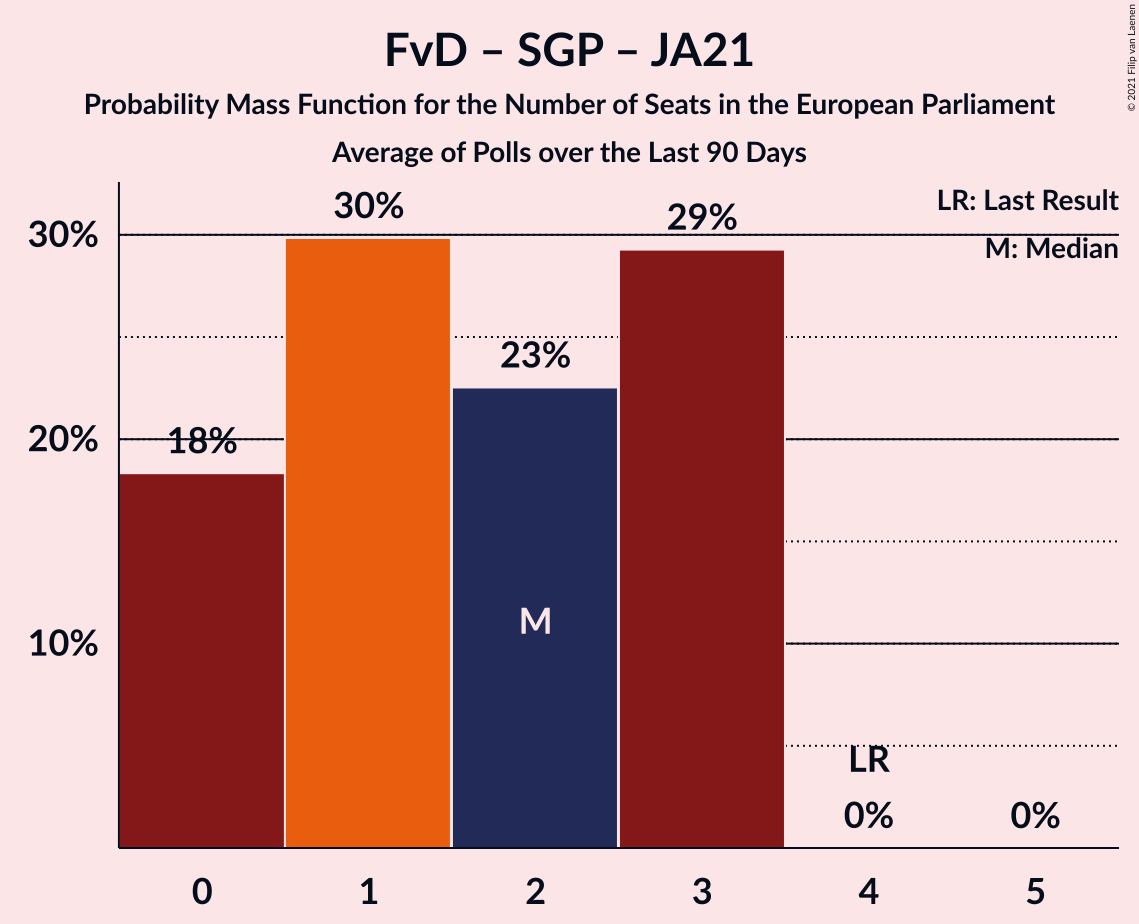 FvD – SGP – JA21
Probability Mass Function for the Number of Seats in the European Parliament
Average of Polls over the Last 90 Days
© 2021 Filip van Laenen
LR: Last Result
M: Median
30%
20%
10%
18%
30%
23%
29%
M
LR
0%
0%
0 1 2 3 4 5